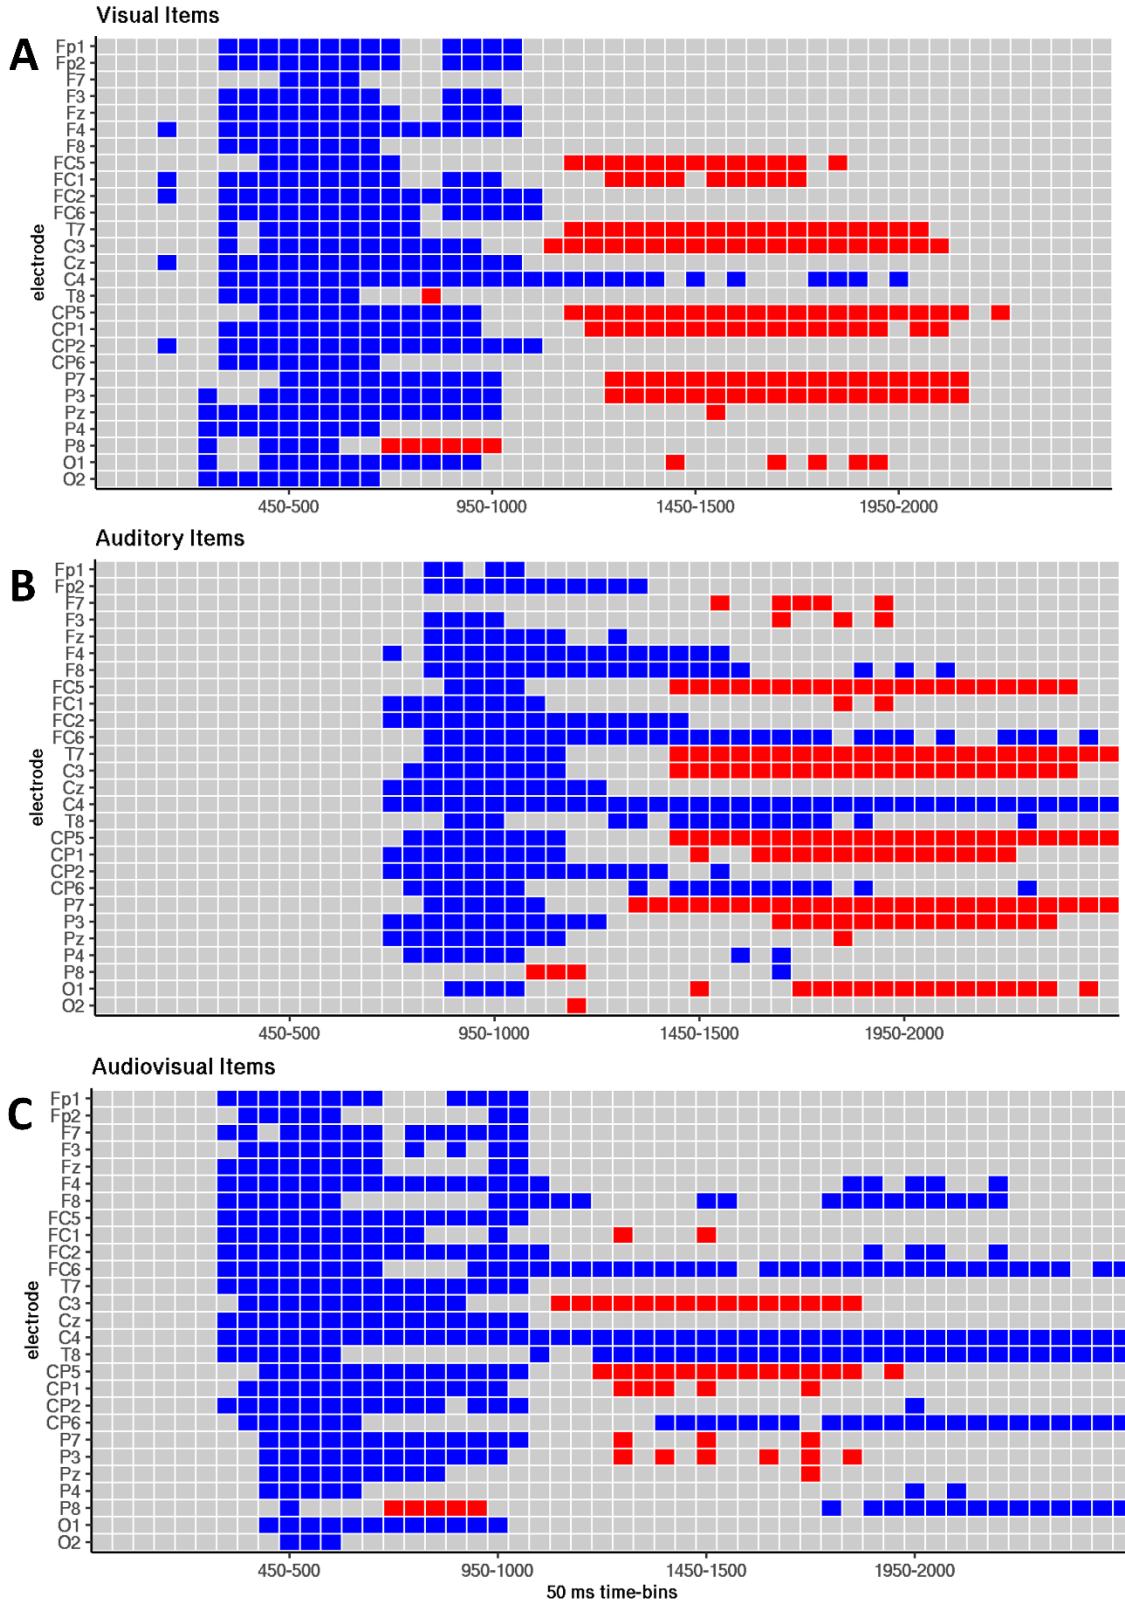 Visual Items
A
Fp1
Fp2
F7
F3
Fz
F4
F8
FC5
FC1
FC2
FC6
T7
C3
Cz
C4
T8
CP5
CP1
CP2
CP6
P7
P3
Pz
P4
P8
O1
O2
electrode
450-500 950-1000 1450-1500 1950-2000
Auditory Items
B
Fp1
Fp2
F7
F3
Fz
F4
F8
FC5
FC1
FC2
FC6
T7
C3
Cz
C4
T8
CP5
CP1
CP2
CP6
P7
P3
Pz
P4
P8
O1
O2
electrode
450-500 950-1000 1450-1500 1950-2000
Audiovisual Items
C
Fp1
Fp2
F7
F3
Fz
F4
F8
FC5
FC1
FC2
FC6
T7
C3
Cz
C4
T8
CP5
CP1
CP2
CP6
P7
P3
Pz
P4
P8
O1
O2
electrode
450-500 950-1000 1450-1500 1950-2000
50 ms time-bins